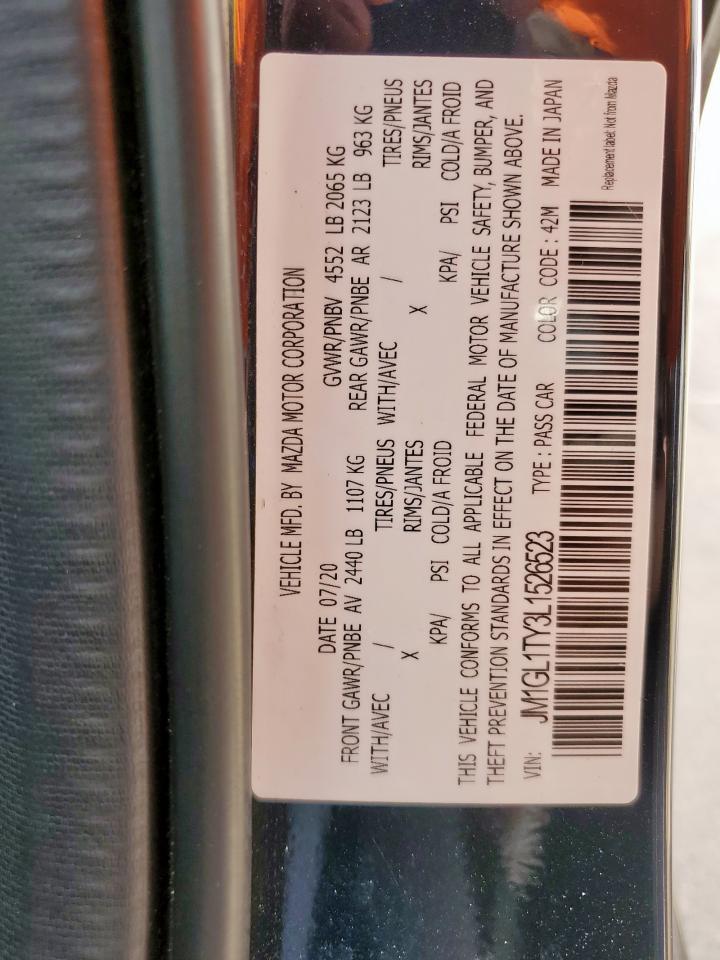 VEHICLE MFD. BY MAZDA MOTOR CORPORATION
DATE 07/20 GVWR/PNBV 4552 LB 2065 KG
FRONT GAWR/PNBE AV 2440 LB 1107 KG REAR GAWR/PNBE AR 2123 LB 963 KG
WITH/AVEC / TIRES/PNEUS WITH/AVEC / TIRES/PNEUS
X RIMS/JANTES X RIMS/JANTES
KPA/ PSI COLD/A FROID KPA/ PSI COLD/A FROID
THIS VEHICLE CONFORMS TO ALL APPLICABLE FEDERAL MOTOR VEHICLE SAFETY, BUMPER, AND
THEFT PREVENTION STANDARDS IN EFFECT ON THE DATE OF MANUFACTURE SHOWN ABOVE.
VIN: JM1GL1TY3L1526523 TYPE : PASS CAR COLOR CODE : 42M MADE IN JAPAN
Replacement label: Not from Mazda